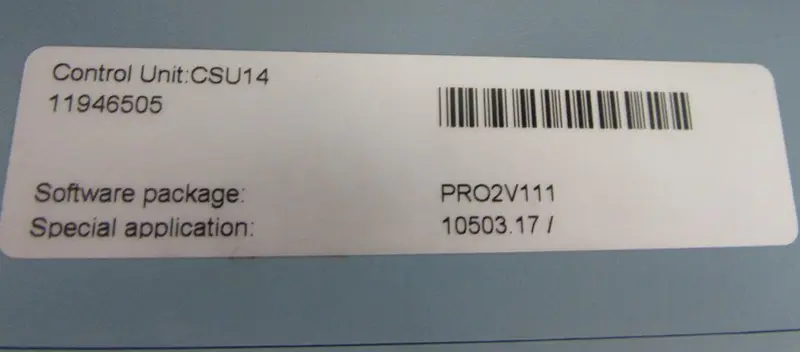 Control Unit:CSU14
11946505
Software package: PRO2V111
Special application: 10503.17 /